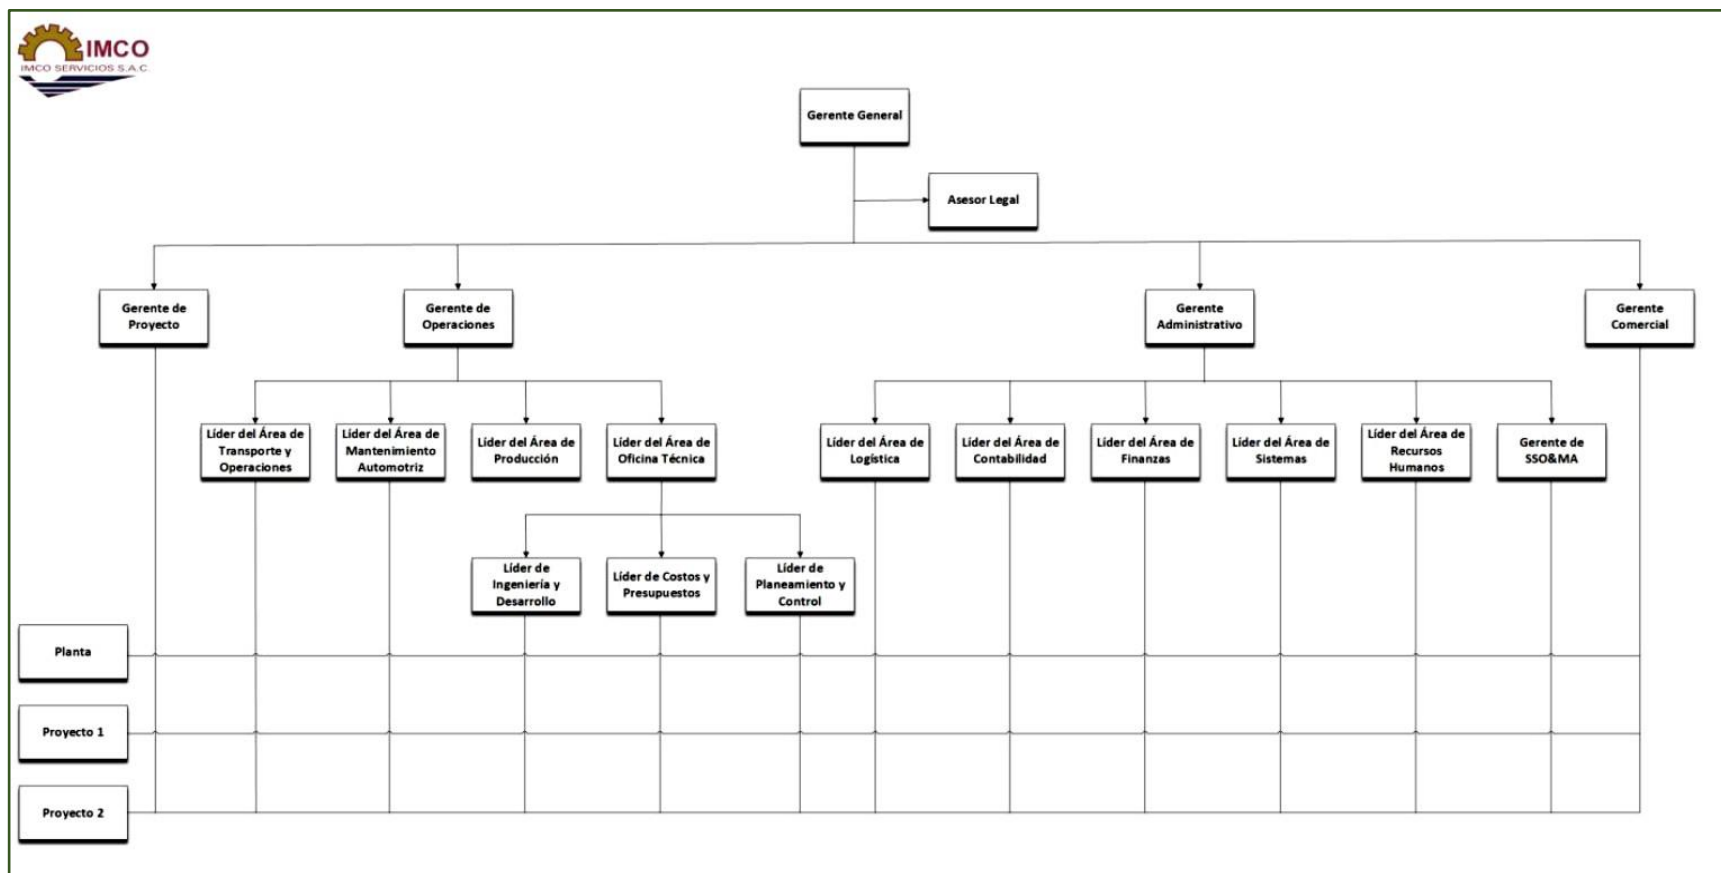 IMCO
IMCO SERVICIOS S.A.C.
Gerente General
Asesor Legal
Gerente de
Proyecto
Gerente de
Operaciones
Gerente
Administrativo
Gerente
Comercial
Líder del Área de
Transporte y
Operaciones
Líder del Área de
Mantenimiento
Automotriz
Líder del Área de
Producción
Líder del Área de
Oficina Técnica
Líder del Área de
Logística
Líder del Área de
Contabilidad
Líder del Área de
Finanzas
Líder del Área de
Sistemas
Líder del Área de
Recursos
Humanos
Gerente de
SSO&MA
Líder de
Ingeniería y
Desarrollo
Líder de Costos y
Presupuestos
Líder de
Planeamiento y
Control
Planta
Proyecto 1
Proyecto 2